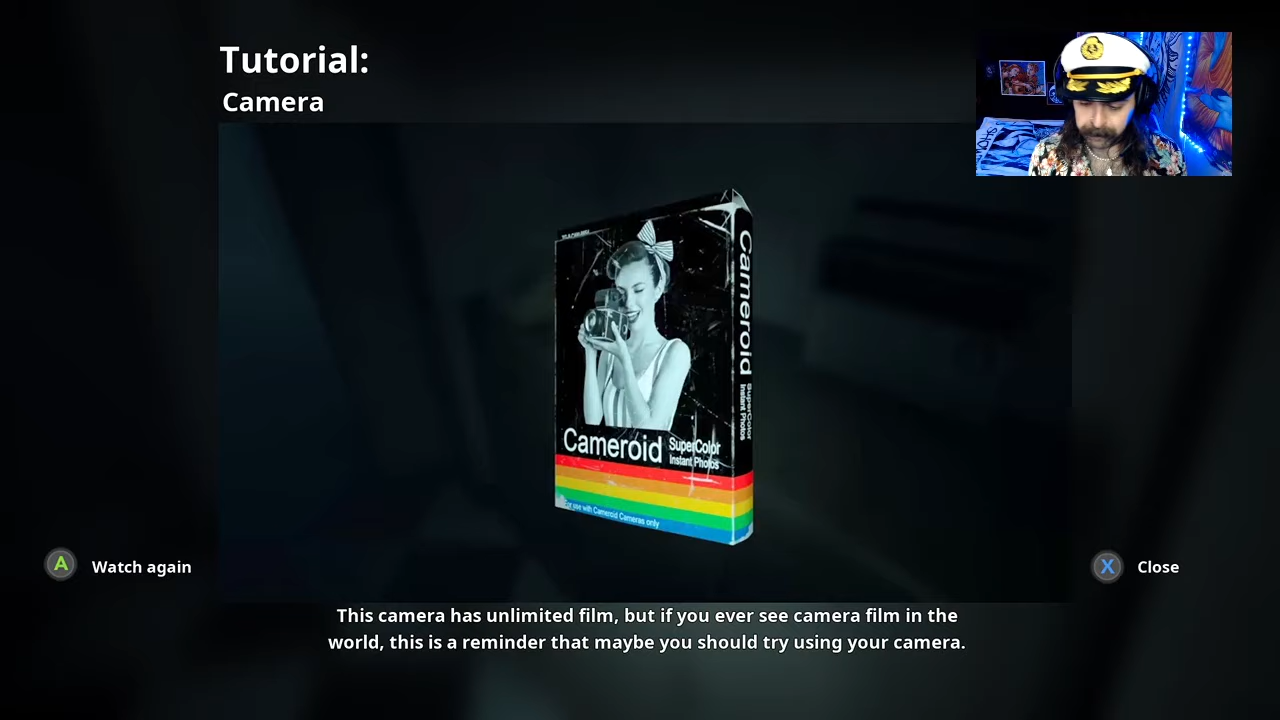 Tutorial:
Camera
Cameroid
SuperColor
Instant Photos
For use with Cameroid Cameras only
Cameroid
SuperColor
Instant Photos
A Watch again
X Close
This camera has unlimited film, but if you ever see camera film in the
world, this is a reminder that maybe you should try using your camera.